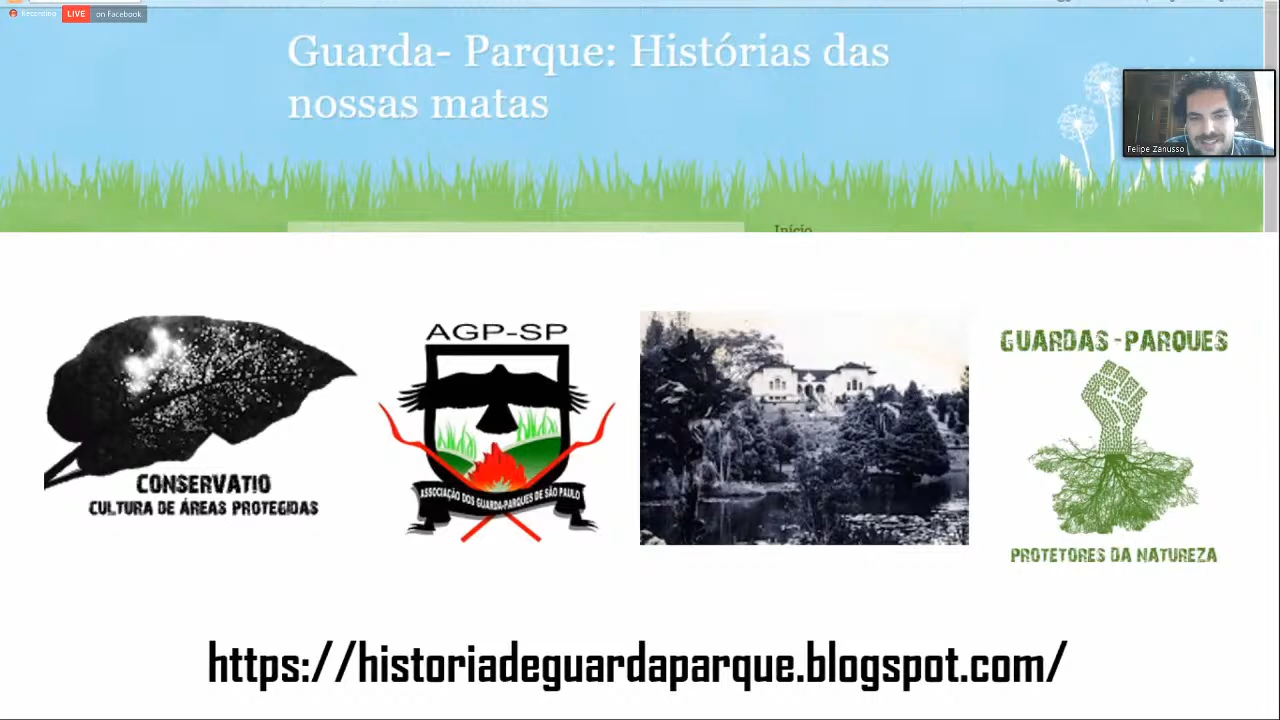 Recording
LIVE
on Facebook
Guarda- Parque: Histórias das
nossas matas
Felipe Zanusso
Início
AGP-SP
GUARDAS-PARQUES
CONSERVATIO
CULTURA DE ÁREAS PROTEGIDAS
ASSOCIAÇÃO DOS GUARDA-PARQUES DE SÃO PAULO
PROTETORES DA NATUREZA
https://historiadeguardaparque.blogspot.com/